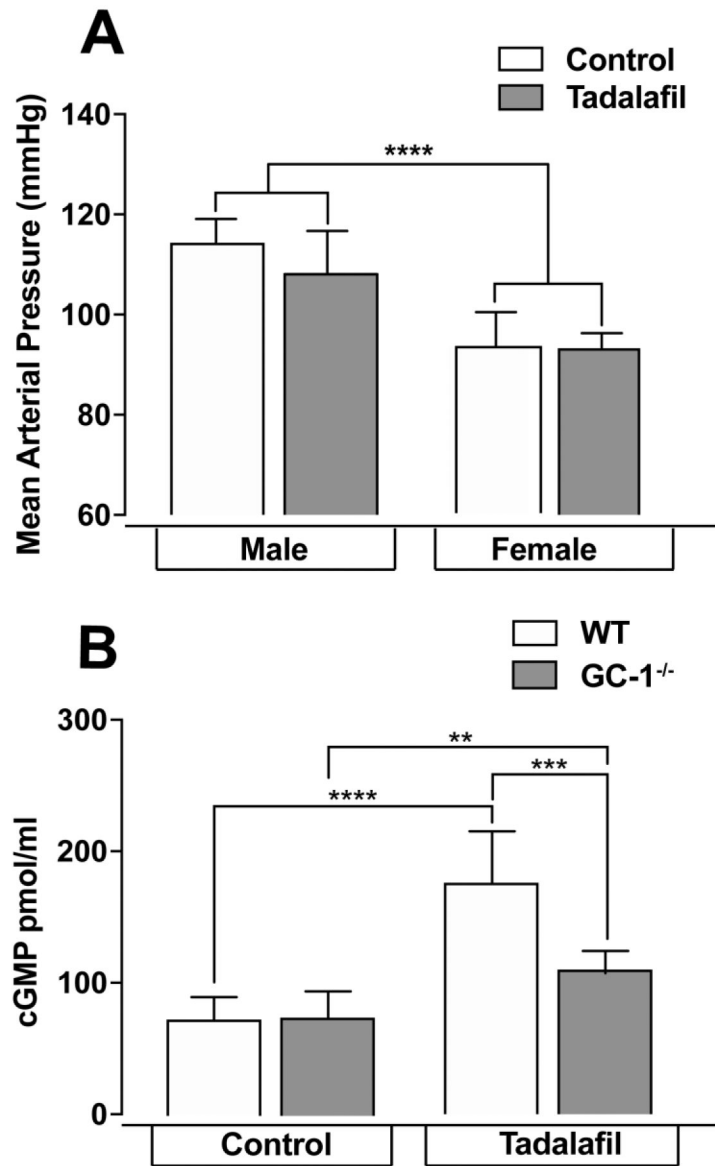 A
Control
Tadalafil
Mean Arterial Pressure (mmHg)
140
120
100
80
60
****
Male
Female
B
WT
GC-1-/-
cGMP pmol/ml
300
200
100
0
**
***
****
Control
Tadalafil